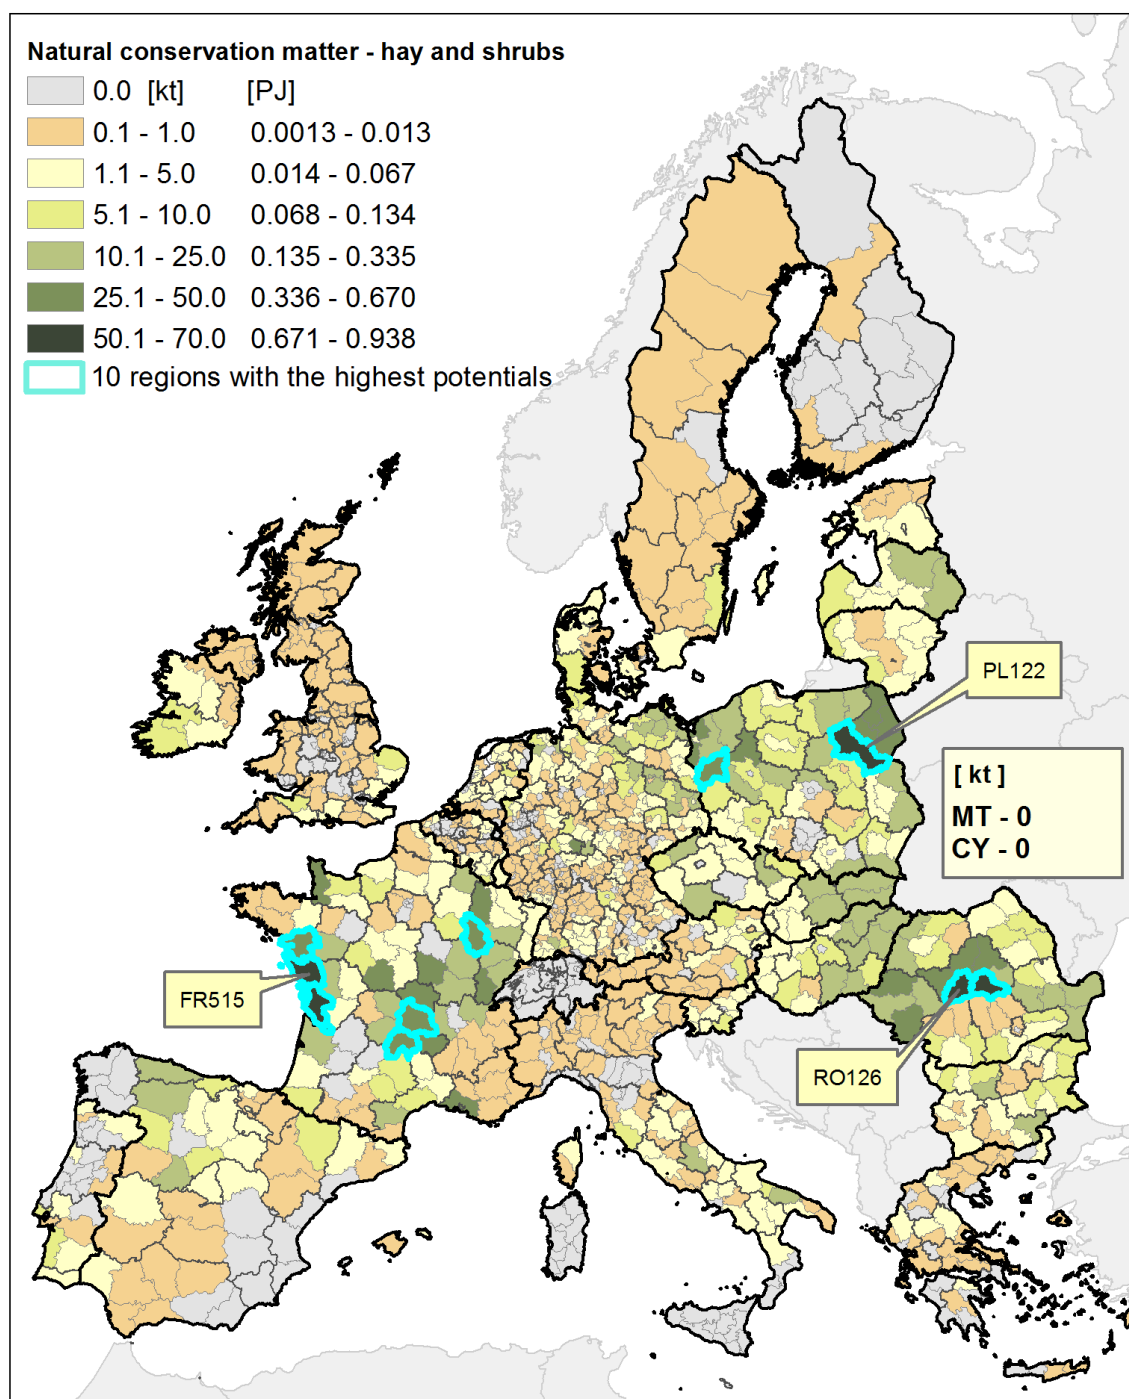 Natural conservation matter - hay and shrubs
0.0 [kt] [PJ]
0.1 - 1.0 0.0013 - 0.013
1.1 - 5.0 0.014 - 0.067
5.1 - 10.0 0.068 - 0.134
10.1 - 25.0 0.135 - 0.335
25.1 - 50.0 0.336 - 0.670
50.1 - 70.0 0.671 - 0.938
10 regions with the highest potentials
PL122
[ kt ]
MT - 0
CY - 0
FR515
RO126